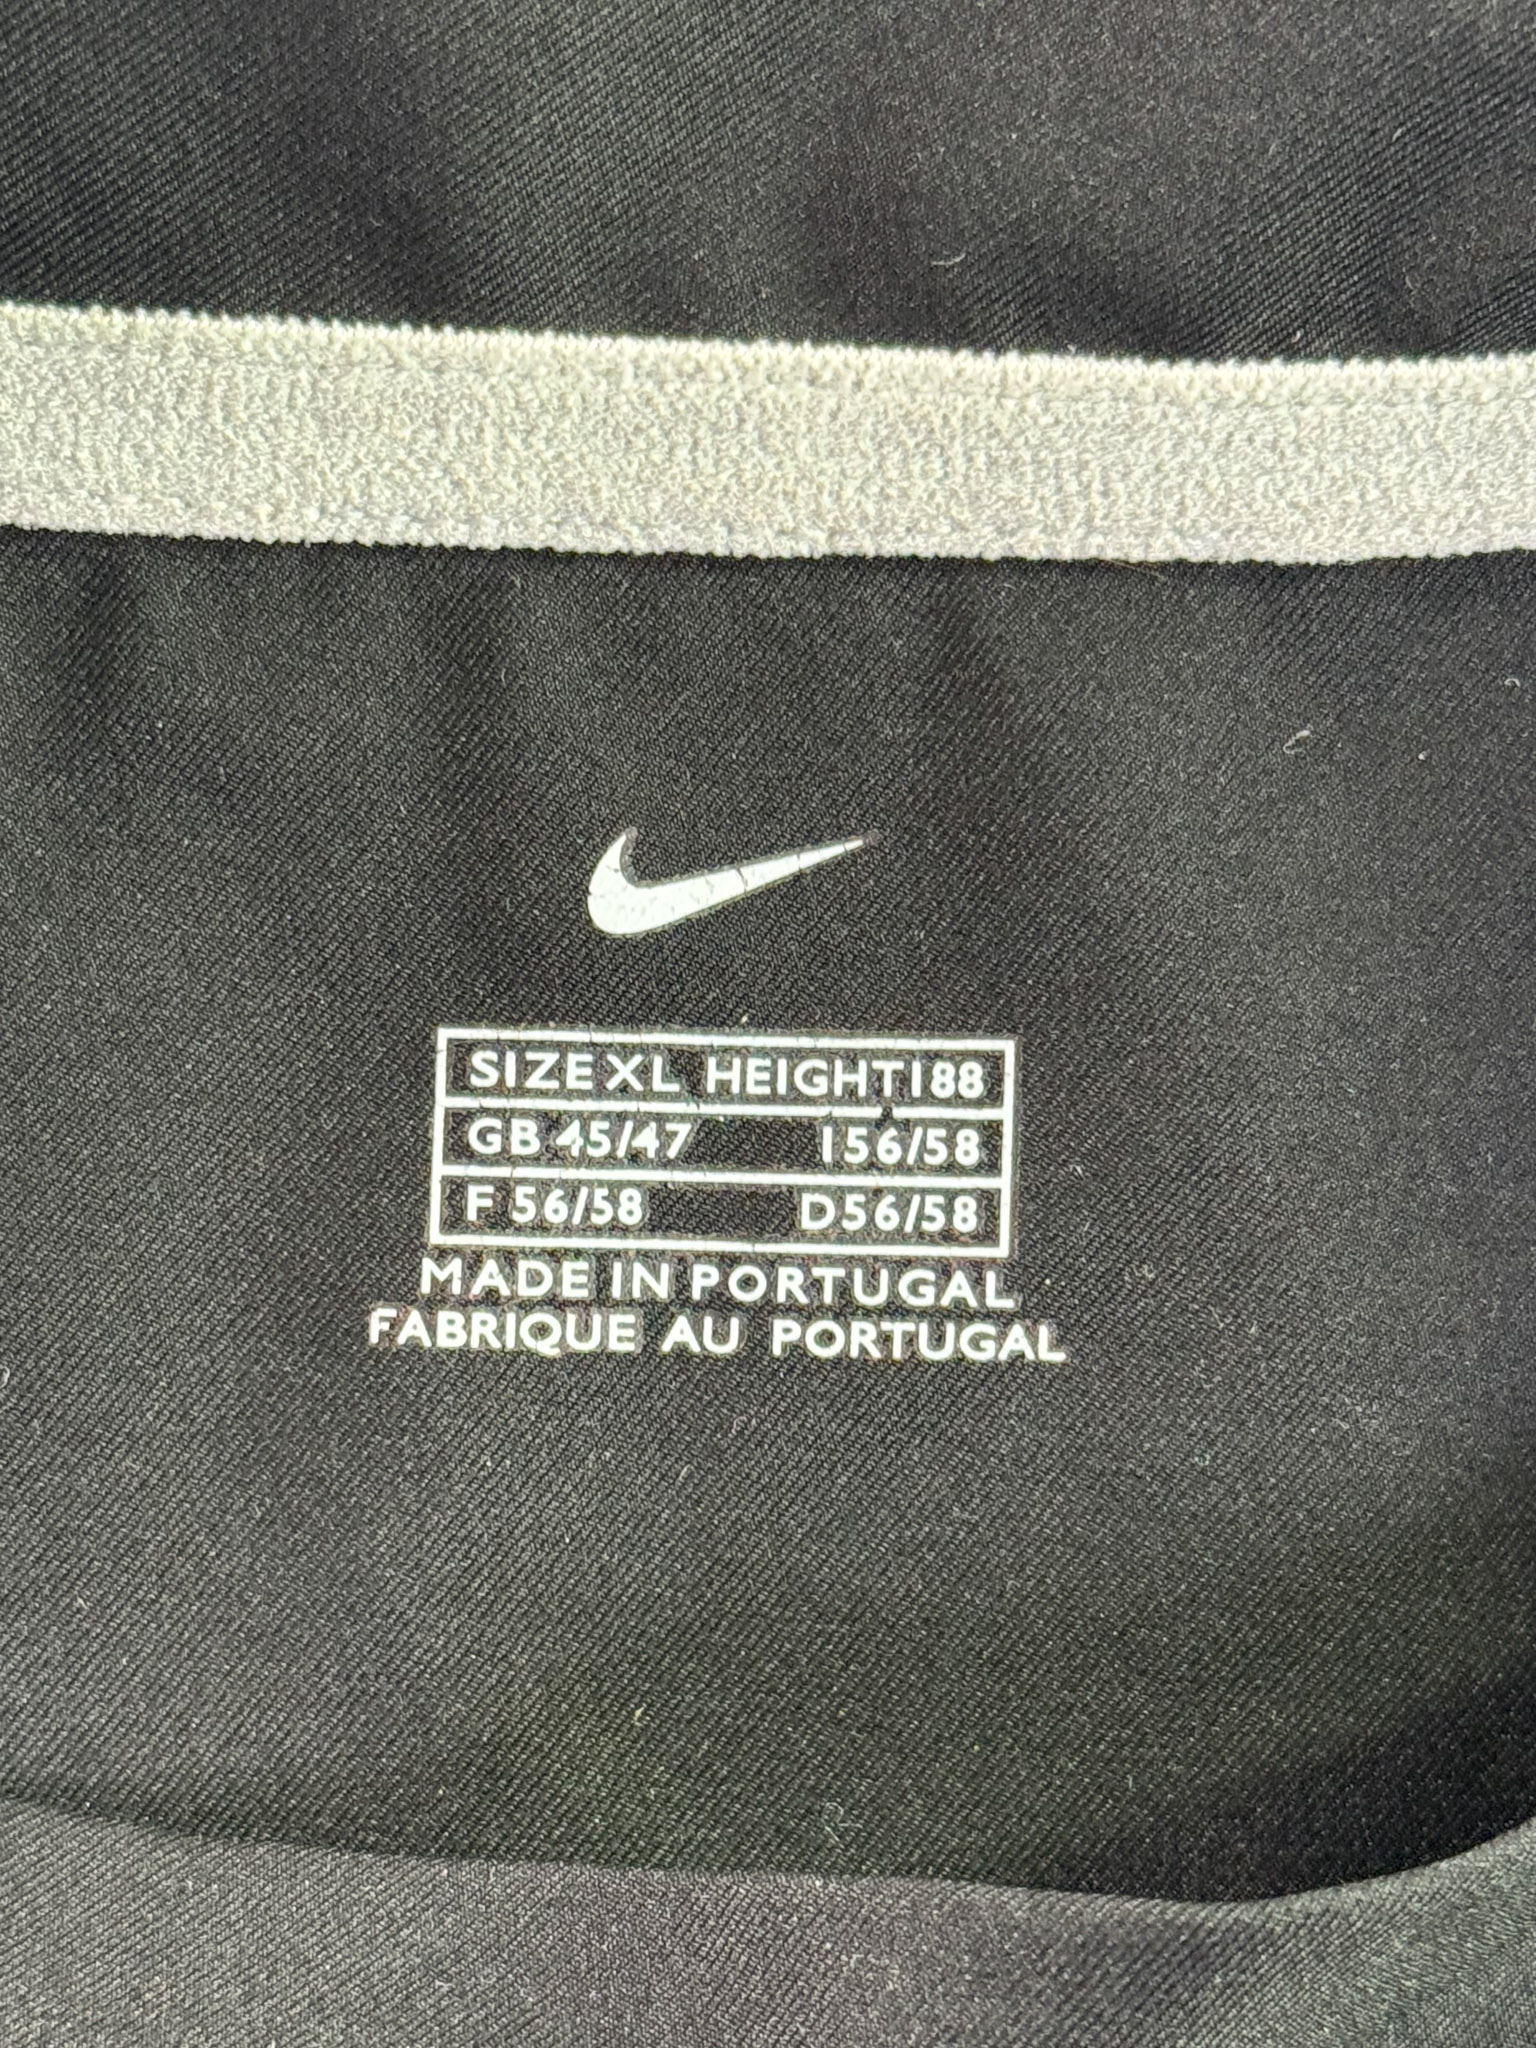 SIZE XL HEIGHT 188
GB 45/47 I 56/58
F 56/58 D 56/58
MADE IN PORTUGAL
FABRIQUE AU PORTUGAL